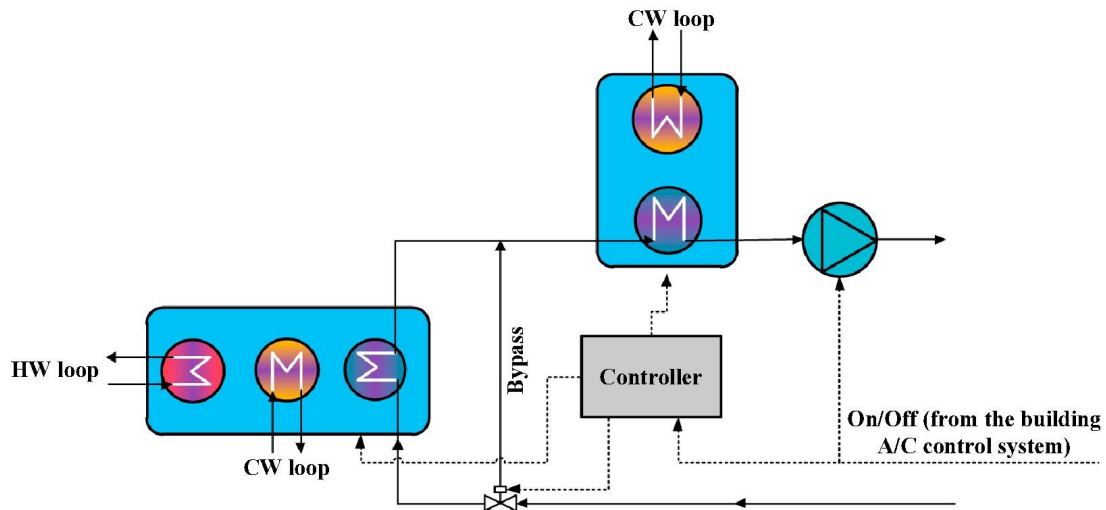 CW loop
HW loop
Bypass
Controller
On/Off (from the building
A/C control system)
CW loop